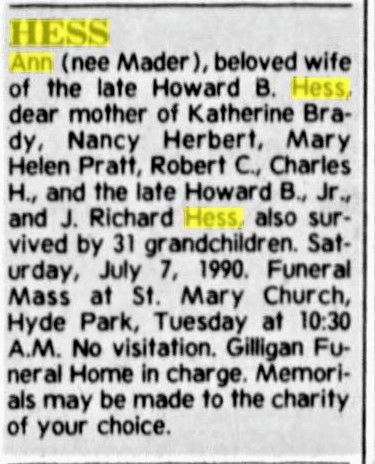 HESS
Ann (nee Mader), beloved wife
of the late Howard B. Hess,
dear mother of Katherine Bra-
dy, Nancy Herbert, Mary
Helen Pratt, Robert C., Charles
H., and the late Howard B., Jr.,
and J. Richard Hess, also sur-
vived by 31 grandchildren. Sat-
urday, July 7, 1990. Funeral
Mass at St. Mary Church,
Hyde Park, Tuesday at 10:30
A.M. No visitation. Gilligan Fu-
neral Home in charge. Memori-
als may be made to the charity
of your choice.